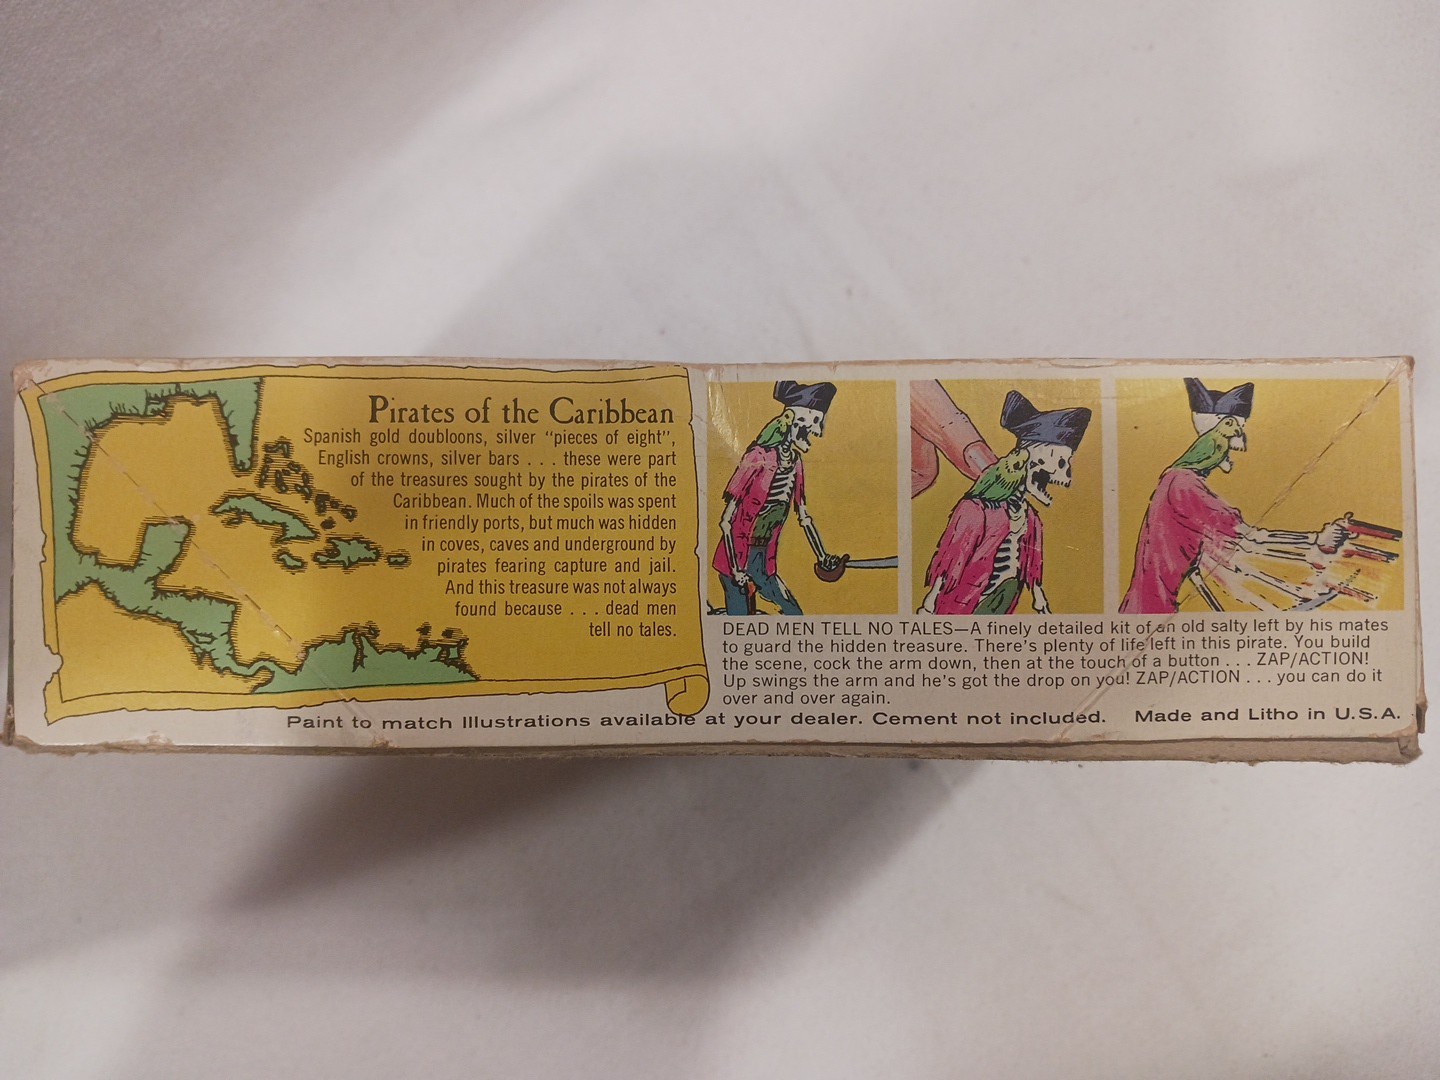 Pirates of the Caribbean
Spanish gold doubloons, silver "pieces of eight",
English crowns, silver bars . . . these were part
of the treasures sought by the pirates of the
Caribbean. Much of the spoils was spent
in friendly ports, but much was hidden
in coves, caves and underground by
pirates fearing capture and jail.
And this treasure was not always
found because . . . dead men
tell no tales.
DEAD MEN TELL NO TALES—A finely detailed kit of an old salty left by his mates
to guard the hidden treasure. There's plenty of life left in this pirate. You build
the scene, cock the arm down, then at the touch of a button . . . ZAP/ACTION!
Up swings the arm and he's got the drop on you! ZAP/ACTION . . . you can do it
over and over again.
Paint to match Illustrations available at your dealer. Cement not included. Made and Litho in U.S.A.